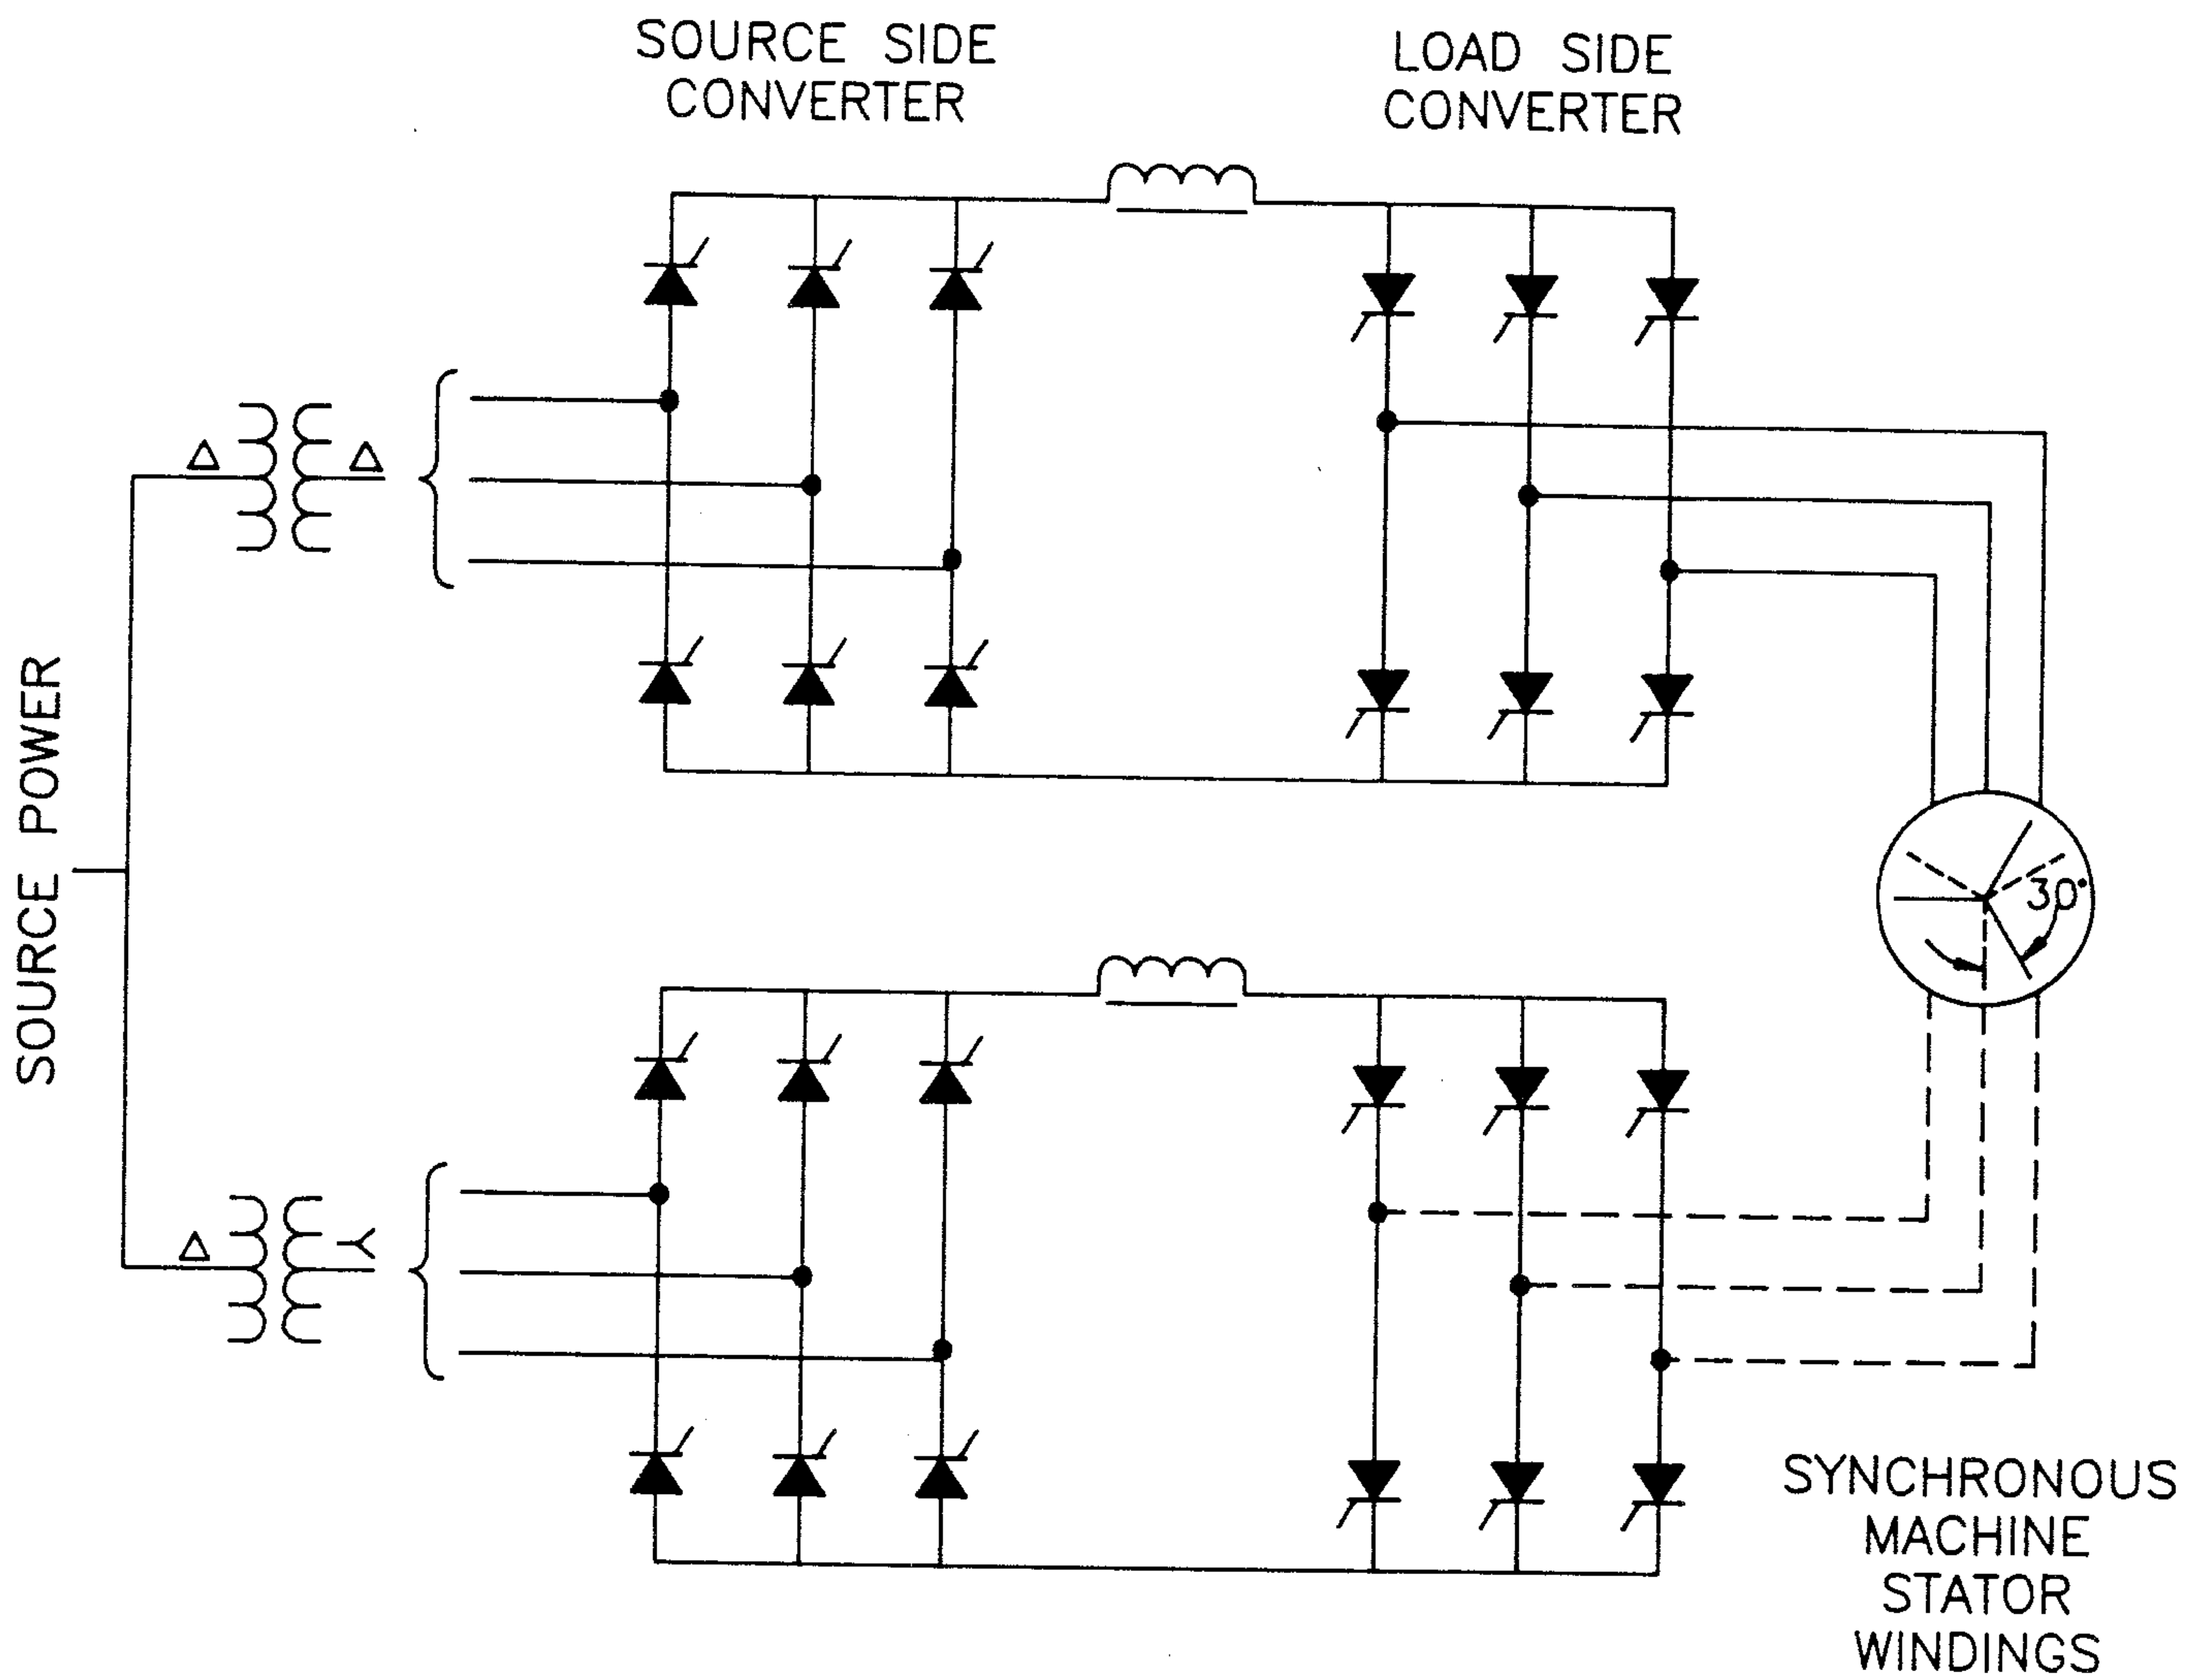 SOURCE SIDE
CONVERTER
LOAD SIDE
CONVERTER
Δ
Δ
SOURCE POWER
30°
Δ
Y
SYNCHRONOUS
MACHINE
STATOR
WINDINGS